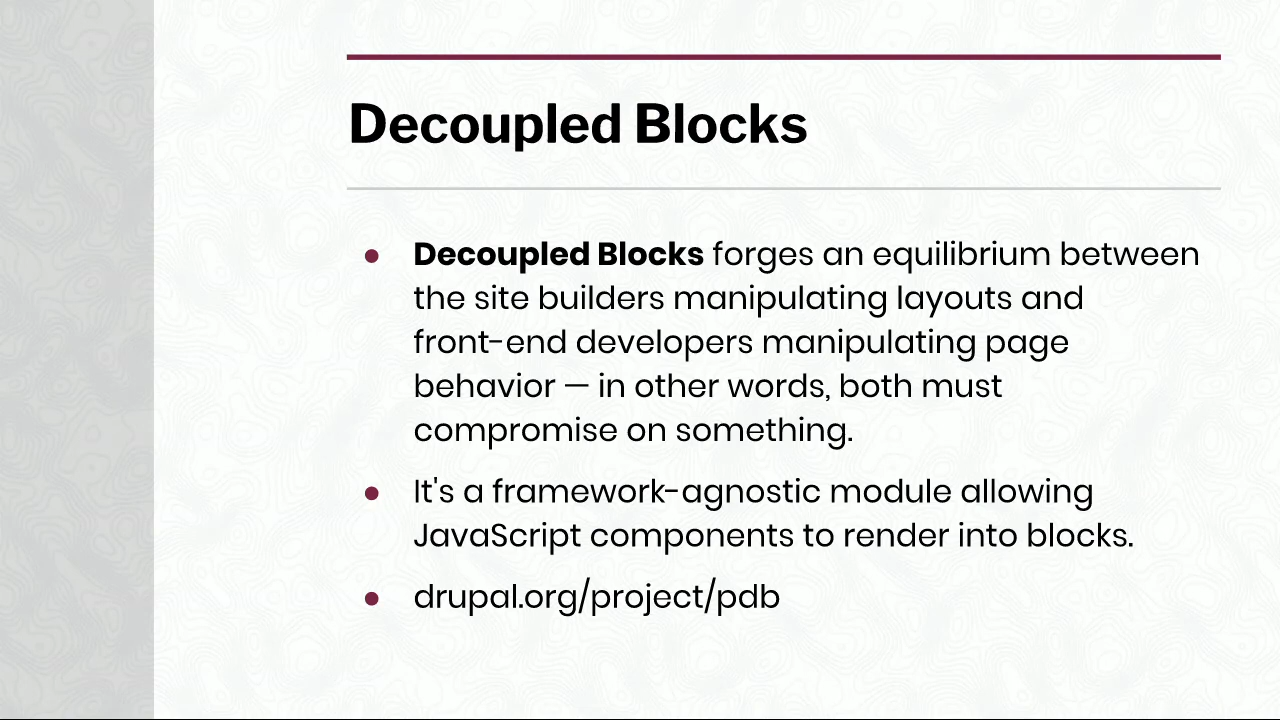 Decoupled Blocks
● Decoupled Blocks forges an equilibrium between
the site builders manipulating layouts and
front-end developers manipulating page
behavior — in other words, both must
compromise on something.
● It's a framework-agnostic module allowing
JavaScript components to render into blocks.
● drupal.org/project/pdb